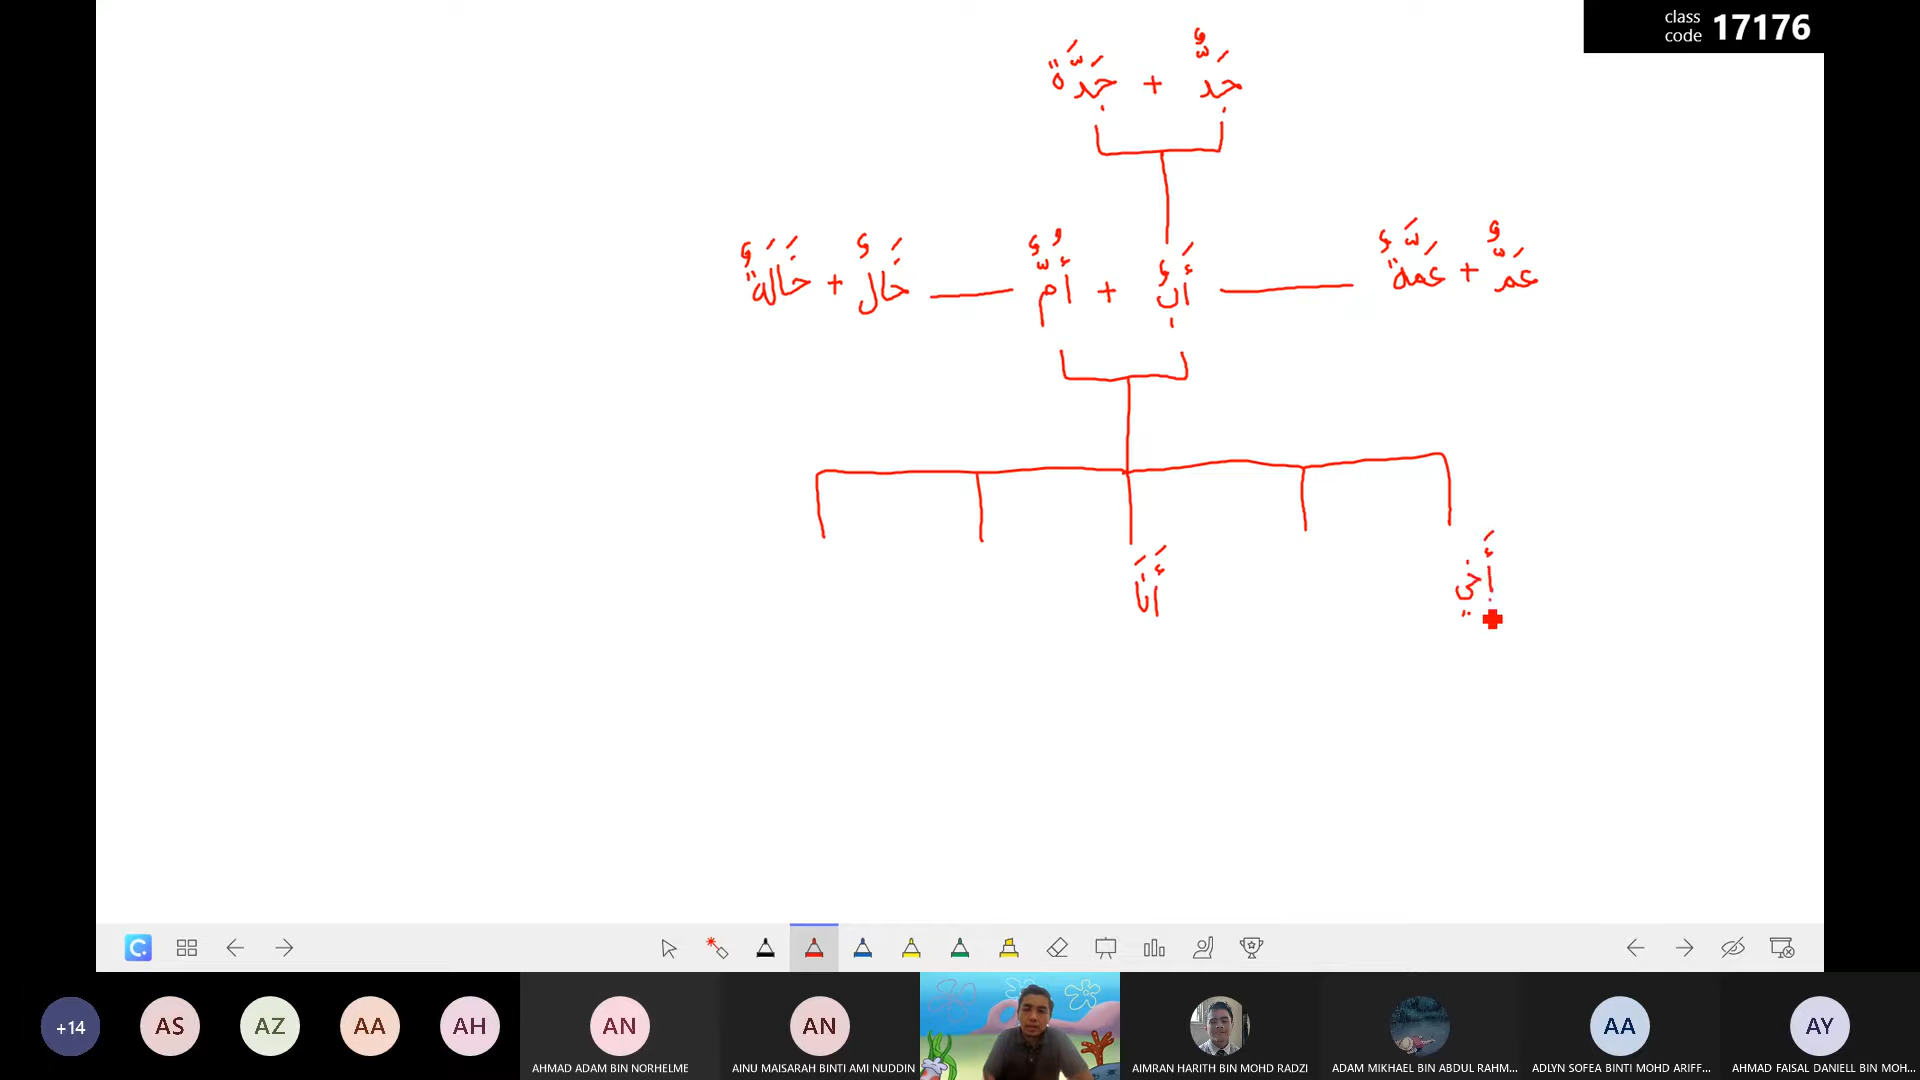 class code 17176
جَدٌّ + جَدَّةٌ
عَمٌّ + عَمَّةٌ — أَبٌ + أُمٌّ — خَالٌ + خَالَةٌ
أَنَا
أَخِي
+14
AS
AZ
AA
AH
AN
AHMAD ADAM BIN NORHELME
AN
AINU MAISARAH BINTI AMI NUDDIN
AIMRAN HARITH BIN MOHD RADZI
ADAM MIKHAEL BIN ABDUL RAHM...
AA
ADLYN SOFEA BINTI MOHD ARIFF...
AY
AHMAD FAISAL DANIELL BIN MOH...